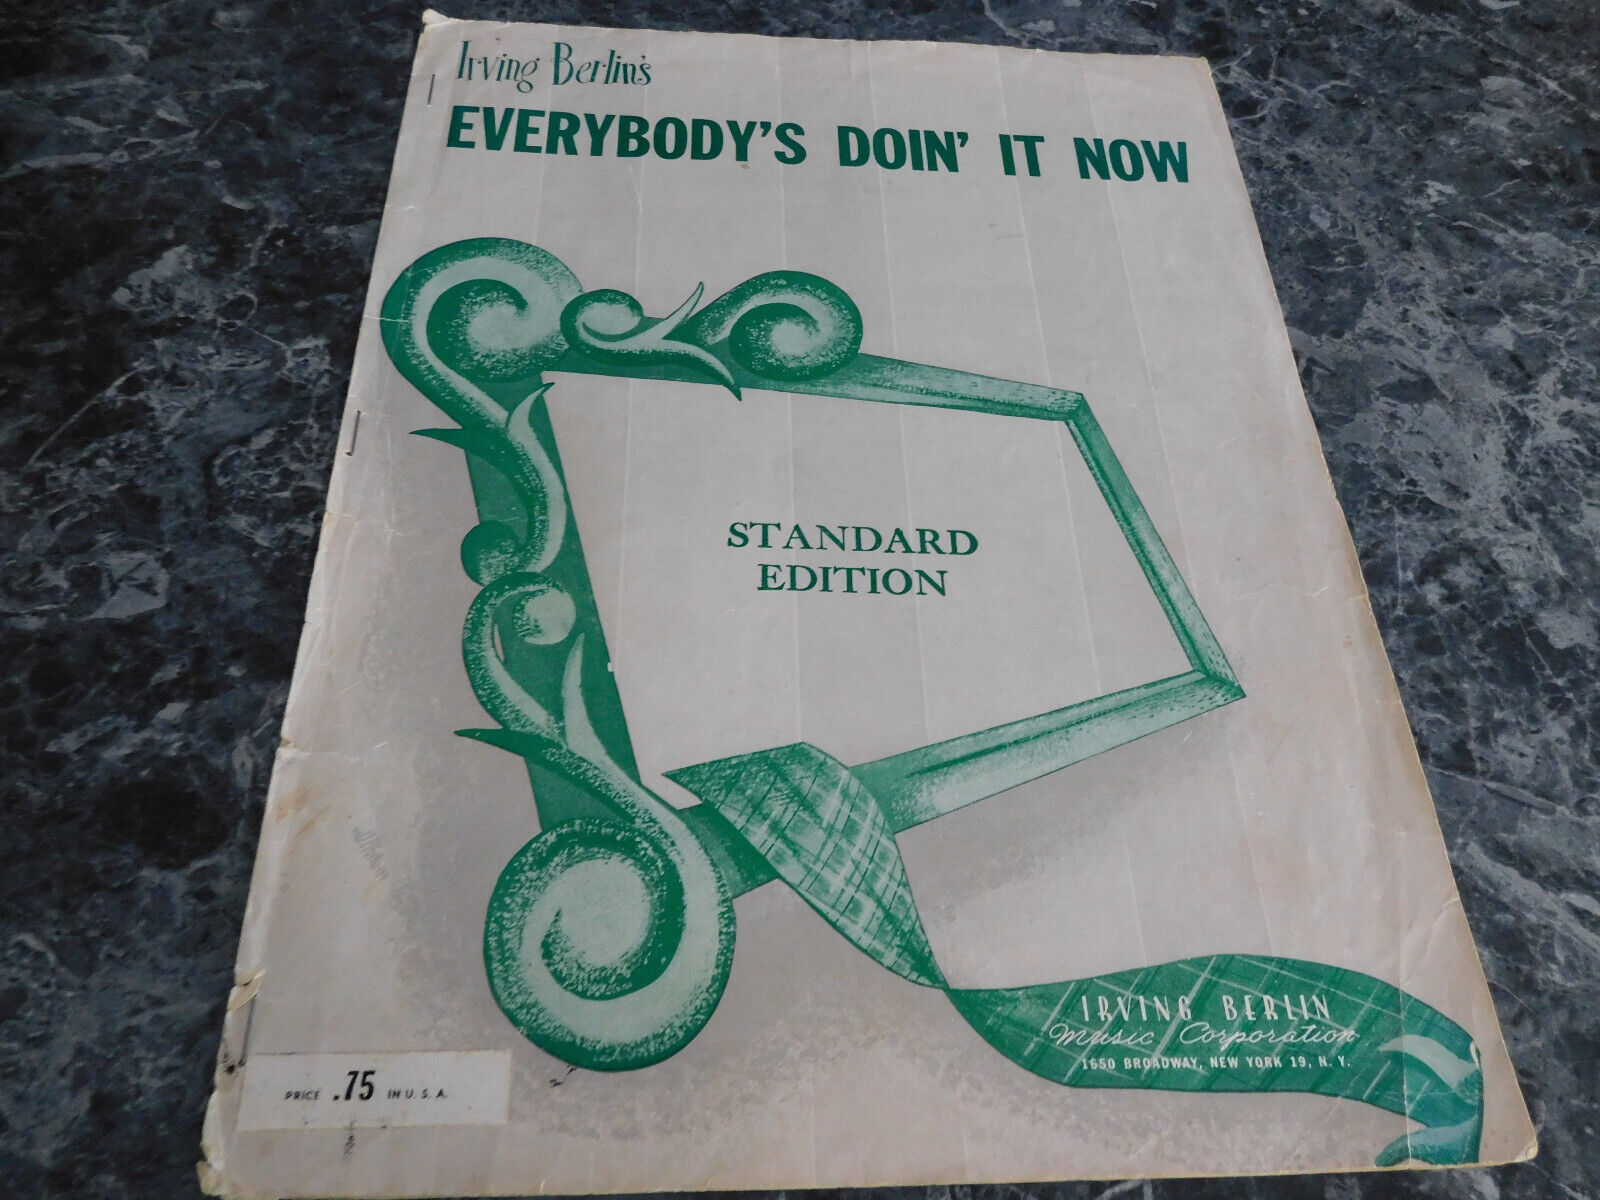 Irving Berlin's
EVERYBODY'S DOIN' IT NOW
STANDARD
EDITION
IRVING BERLIN
Music Corporation
1650 BROADWAY, NEW YORK 19, N. Y.
PRICE .75 IN U. S. A.